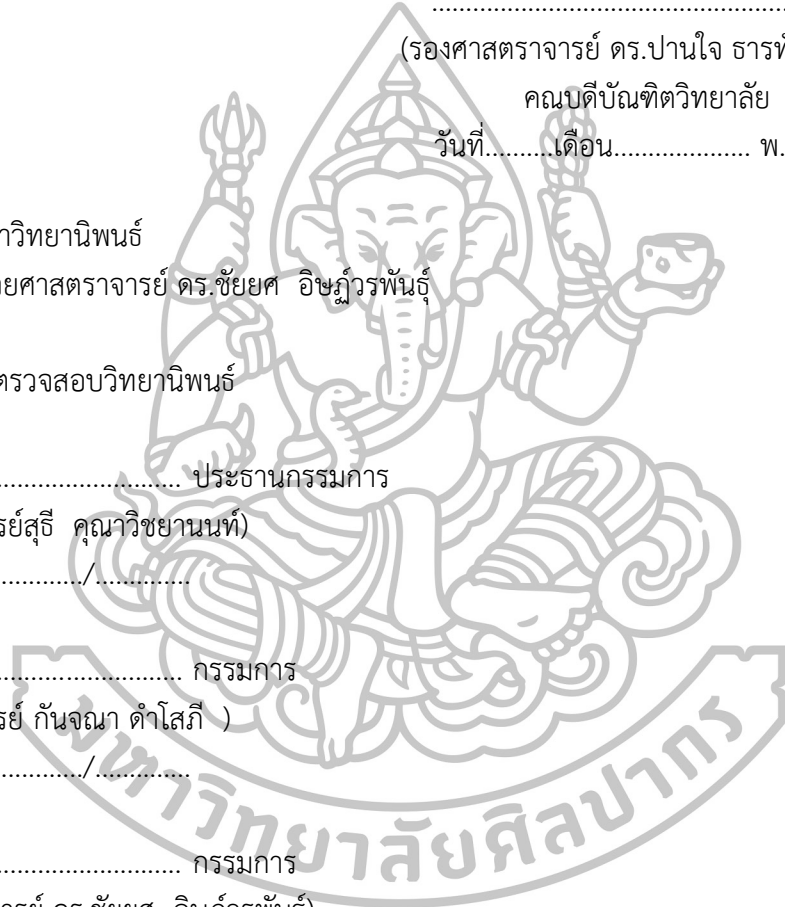 ....................................................
(รองศาสตราจารย์ ดร.ปานใจ
คณบดีบัณฑิตวิทยาลัย
วันที่..........เดือน.................... พ.
วิทยานิพนธ์
ศาสตราจารย์ ดร.ชัยยศ อิษฎ์วรพันธุ์
ตรวจสอบวิทยานิพนธ์
........................... ประธานกรรมการ
สุธี คุณาวิชยานนท์)
............/..............
........................... กรรมการ
กันจณา ดำโสภี )
............/..............
........................... กรรมการ
ดร.ชัยยศ
มหาวิทยาลัยศิลปากร